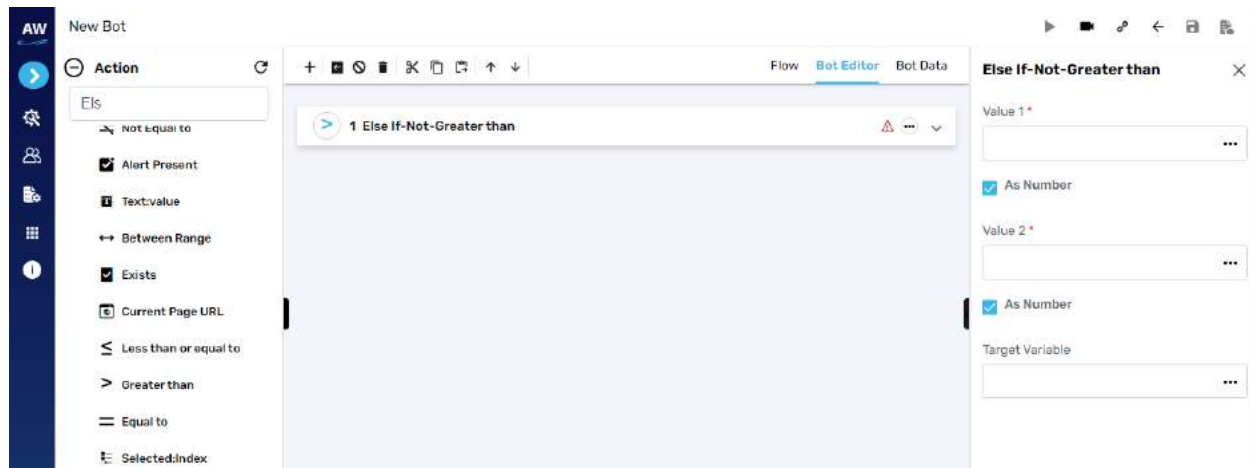 AW
New Bot
Action
Els
Not Equal to
Alert Present
Text:value
Between Range
Exists
Current Page URL
Less than or equal to
Greater than
Equal to
Selected:Index
Flow Bot Editor Bot Data
1 Else If-Not-Greater than
Else If-Not-Greater than
Value 1 *
As Number
Value 2 *
As Number
Target Variable